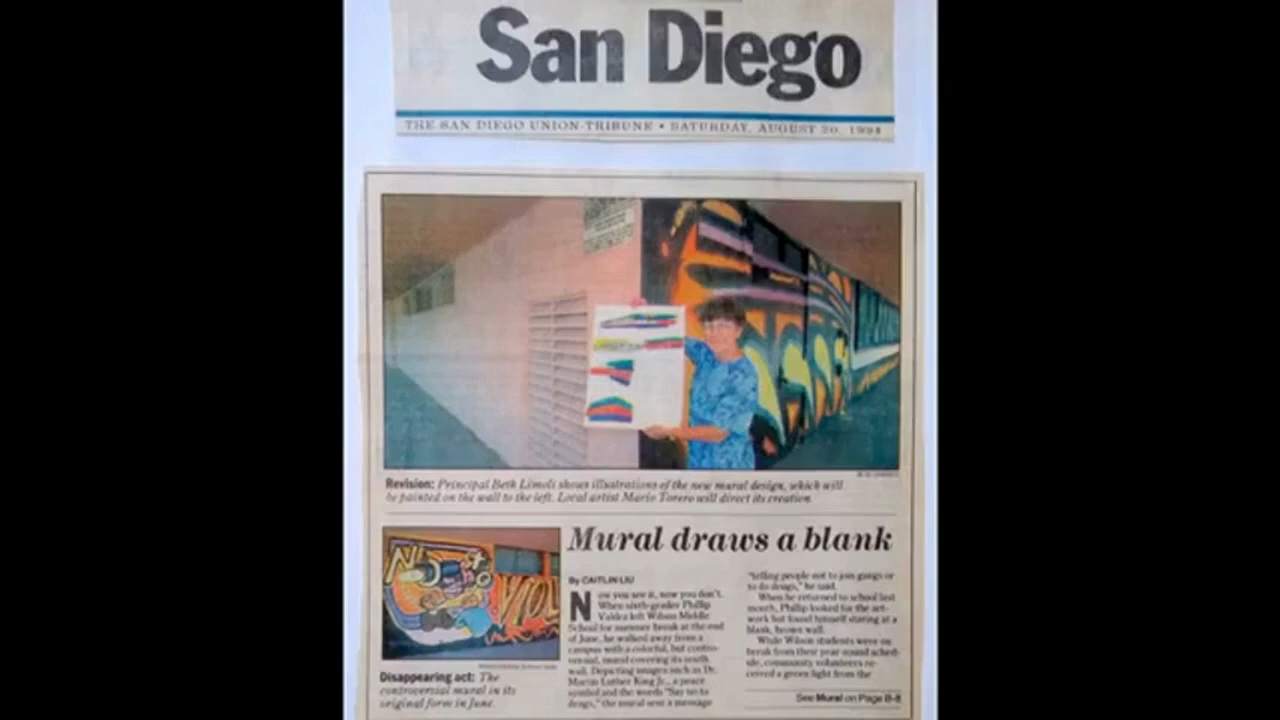 San Diego
THE SAN DIEGO UNION-TRIBUNE • SATURDAY, AUGUST 20, 1994
Revision: Principal Beth Limoli shows illustrations of the new mural design, which will
be painted on the wall to the left. Local artist Mario Torero will direct its creation.
Mural draws a blank
By CAITLIN LIU
Now you see it, now you don't.
When sixth-grader Phillip
Valdez left Wilson Middle
School for summer break at the end
of June, he walked away from a
campus with a colorful, but contro-
versial, mural covering its south
wall. Depicting images such as Dr.
Martin Luther King Jr., a peace
symbol and the words "Say no to
drugs," the mural sent a message
"telling people not to join gangs or
to do drugs," he said.
When he returned to school last
month, Phillip looked for the art-
work but found himself staring at a
blank, brown wall.
While Wilson students were on
break from their year-round sched-
ule, community volunteers re-
ceived a green light from the
See Mural on Page B-8
VIOL
Disappearing act: The
controversial mural in its
original form in June.